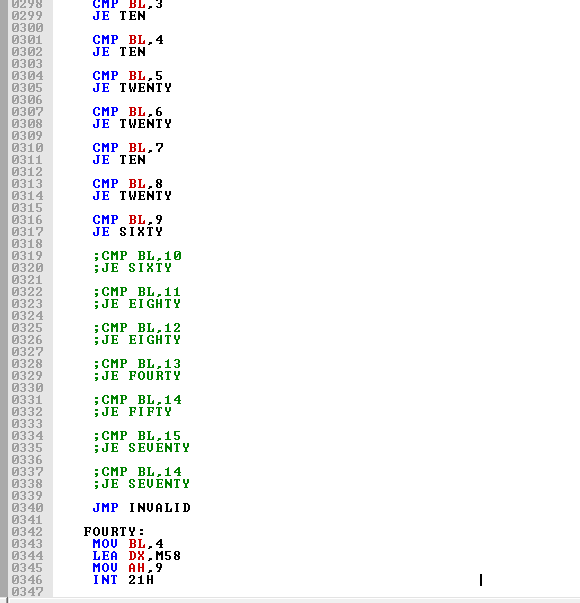 0298 CMP BL,3
0299 JE TEN
0300
0301 CMP BL,4
0302 JE TEN
0303
0304 CMP BL,5
0305 JE TWENTY
0306
0307 CMP BL,6
0308 JE TWENTY
0309
0310 CMP BL,7
0311 JE TEN
0312
0313 CMP BL,8
0314 JE TWENTY
0315
0316 CMP BL,9
0317 JE SIXTY
0318
0319 ;CMP BL,10
0320 ;JE SIXTY
0321
0322 ;CMP BL,11
0323 ;JE EIGHTY
0324
0325 ;CMP BL,12
0326 ;JE EIGHTY
0327
0328 ;CMP BL,13
0329 ;JE FOURTY
0330
0331 ;CMP BL,14
0332 ;JE FIFTY
0333
0334 ;CMP BL,15
0335 ;JE SEVENTY
0336
0337 ;CMP BL,14
0338 ;JE SEVENTY
0339
0340 JMP INVALID
0341
0342 FOURTY:
0343 MOV BL,4
0344 LEA DX,M58
0345 MOV AH,9
0346 INT 21H
0347